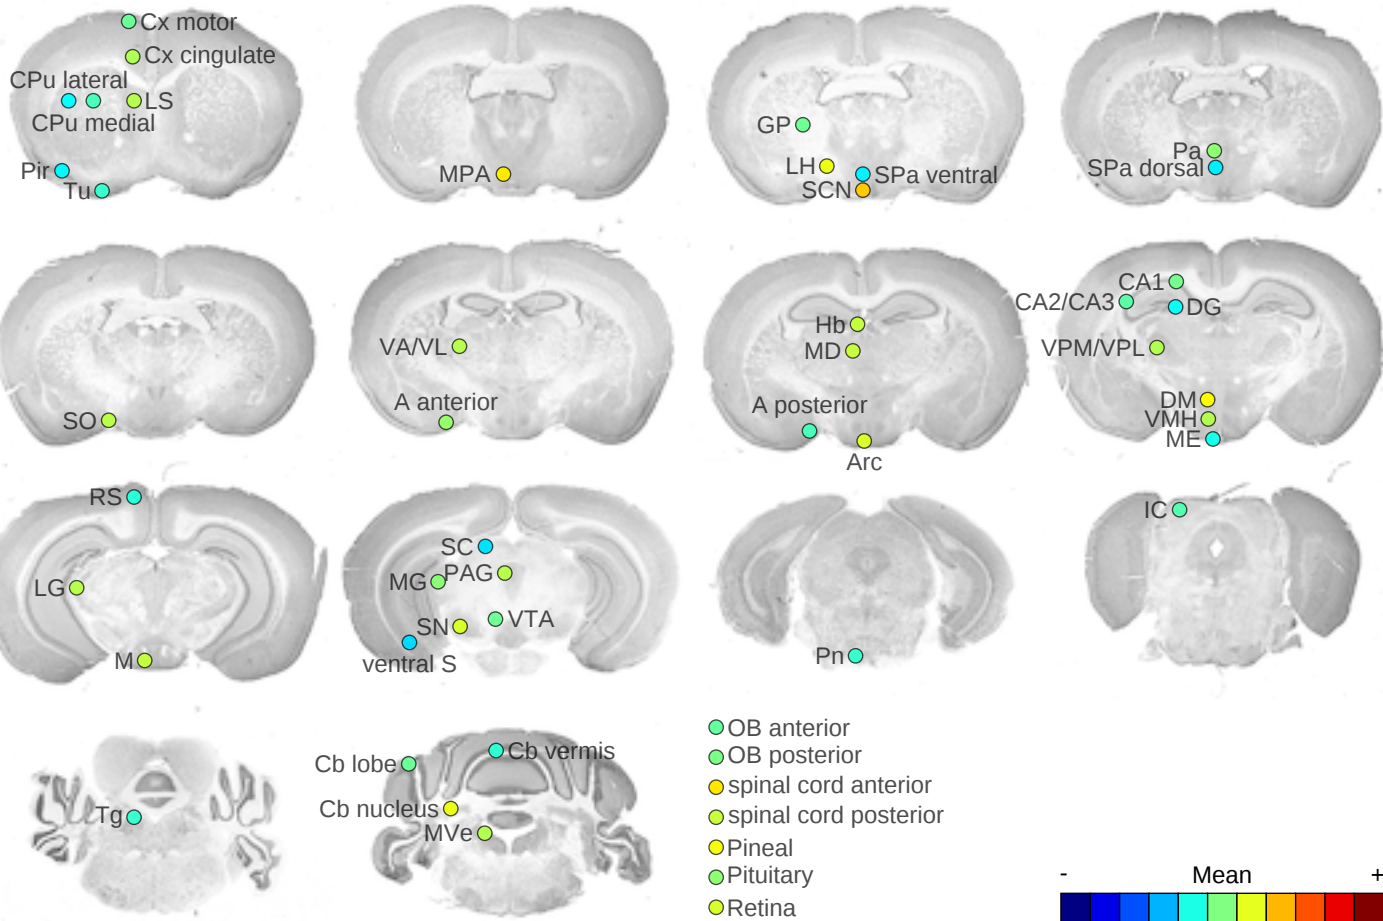 Cx motor
Cx cingulate
CPu lateral
LS
CPu medial
Pir
Tu
MPA
GP
LH
SPa ventral
SCN
Pa
SPa dorsal
SO
VA/VL
A anterior
Hb
MD
A posterior
Arc
CA1
CA2/CA3
DG
VPM/VPL
DM
VMH
ME
RS
LG
M
SC
MG
PAG
SN
VTA
ventral S
Pn
IC
Tg
Cb lobe
Cb vermis
Cb nucleus
MVe
OB anterior
OB posterior
spinal cord anterior
spinal cord posterior
Pineal
Pituitary
Retina
- Mean +